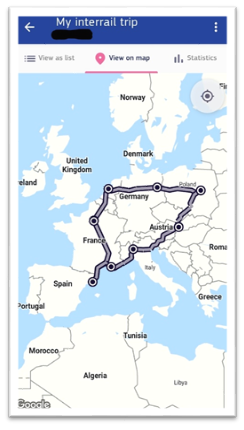 My interrail trip
View as list
View on map
Statistics
Norway
Denmark
United
Kingdom
reland
Poland
Germany
France
Austria
Roma
Italy
Spain
Portugal
Greece
Tunisia
Morocco
Algeria
Libya
Google